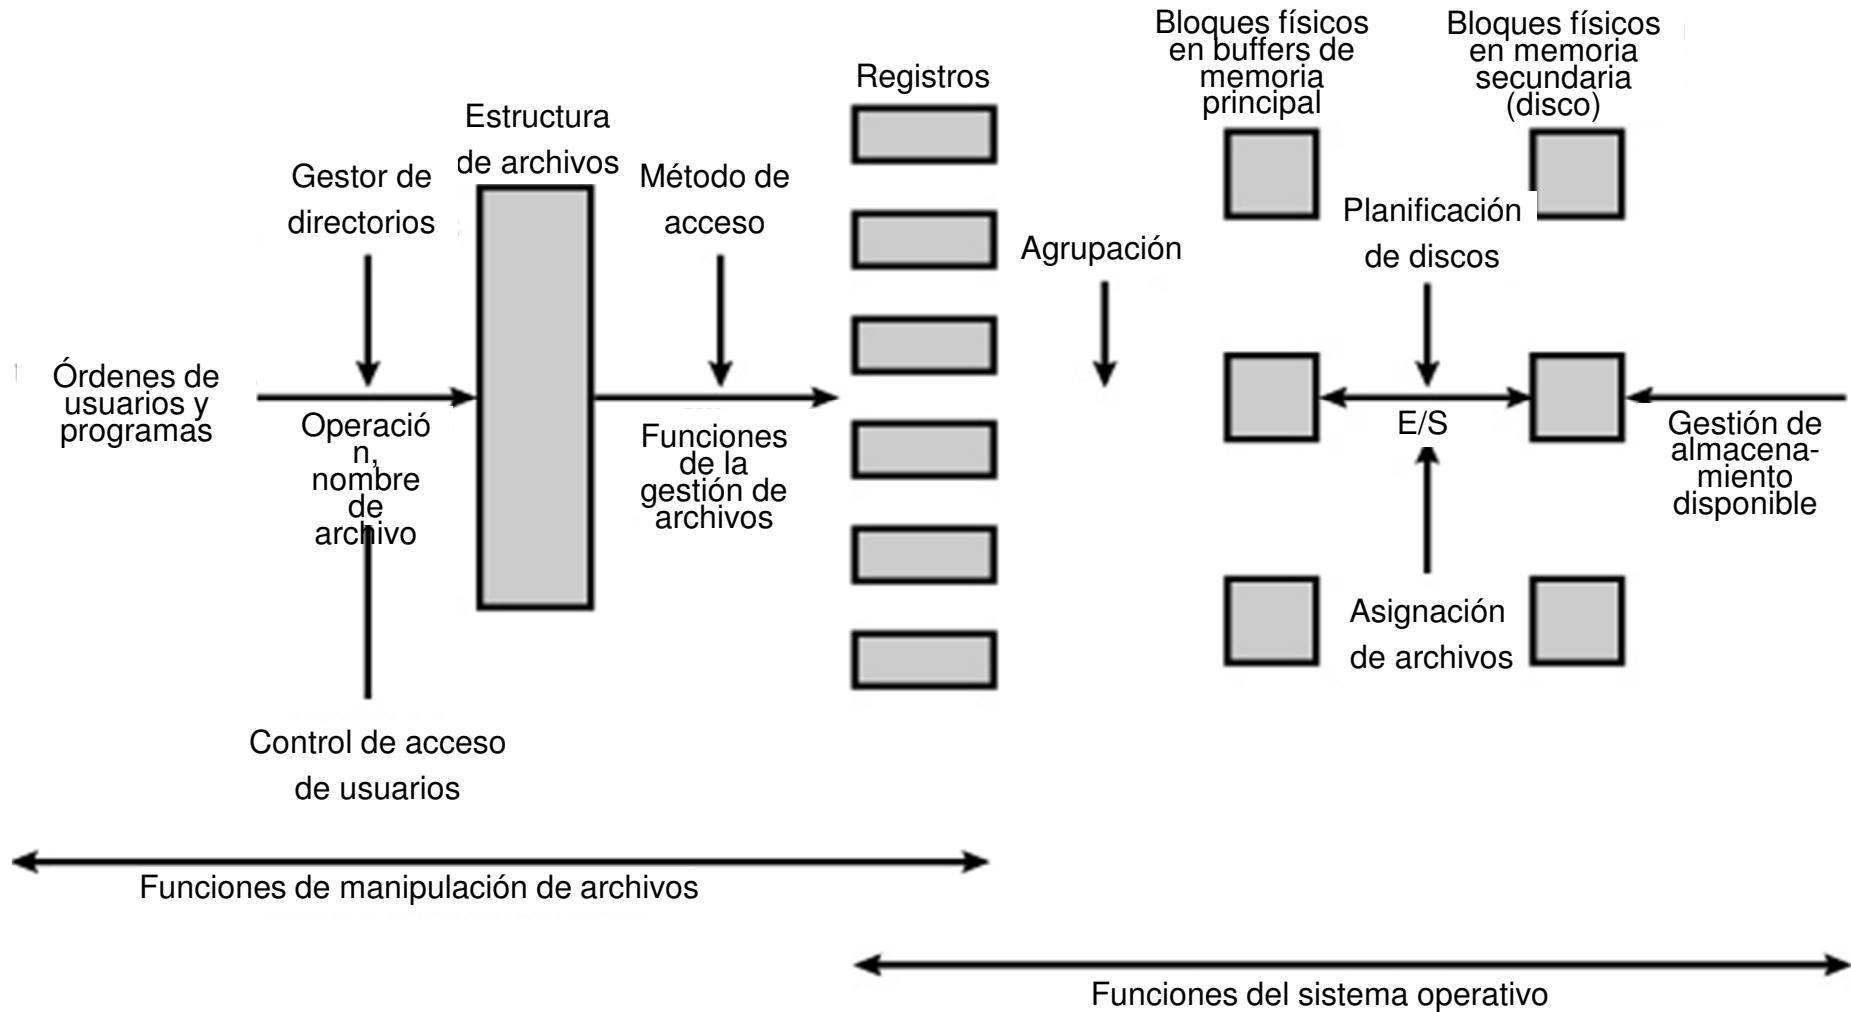 Bloques físicos
en buffers de
memoria
principal
Bloques físicos
en memoria
secundaria
(disco)
Registros
Estructura
de archivos
Gestor de
directorios
Método de
acceso
Planificación
de discos
Agrupación
Órdenes de
usuarios y
programas
Operació
n,
nombre
de
archivo
Funciones
de la
gestión de
archivos
E/S
Gestión de
almacena-
miento
disponible
Asignación
de archivos
Control de acceso
de usuarios
Funciones de manipulación de archivos
Funciones del sistema operativo